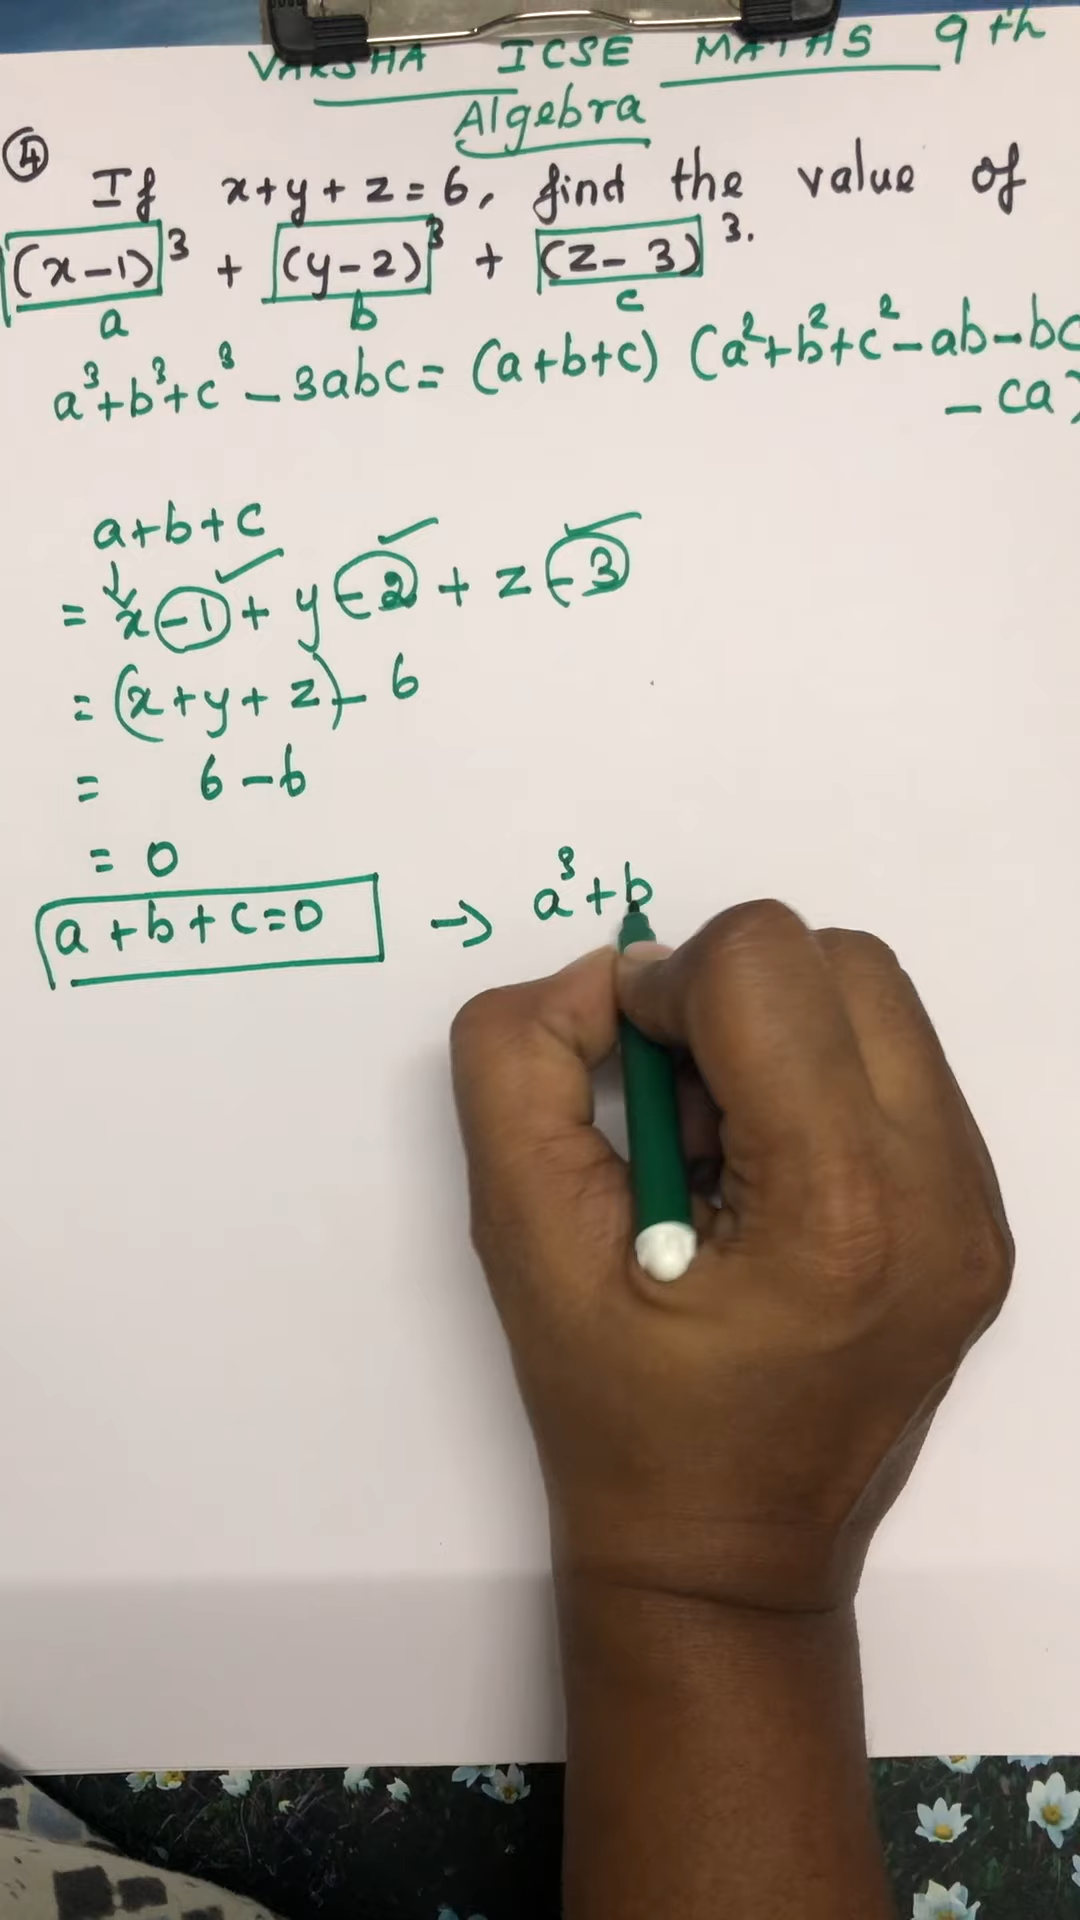 VARSHA ICSE MATHS 9th
Algebra
④ If x+y+z=6, find the value of
(x-1)³ + (y-2)³ + (z-3)³.
a b c
a³+b³+c³-3abc= (a+b+c) (a²+b²+c²-ab-bc
-ca)
a+b+c
= x-1+y-2+z-3
= (x+y+z)-6
= 6-6
= 0
a+b+c=0 → a³+b